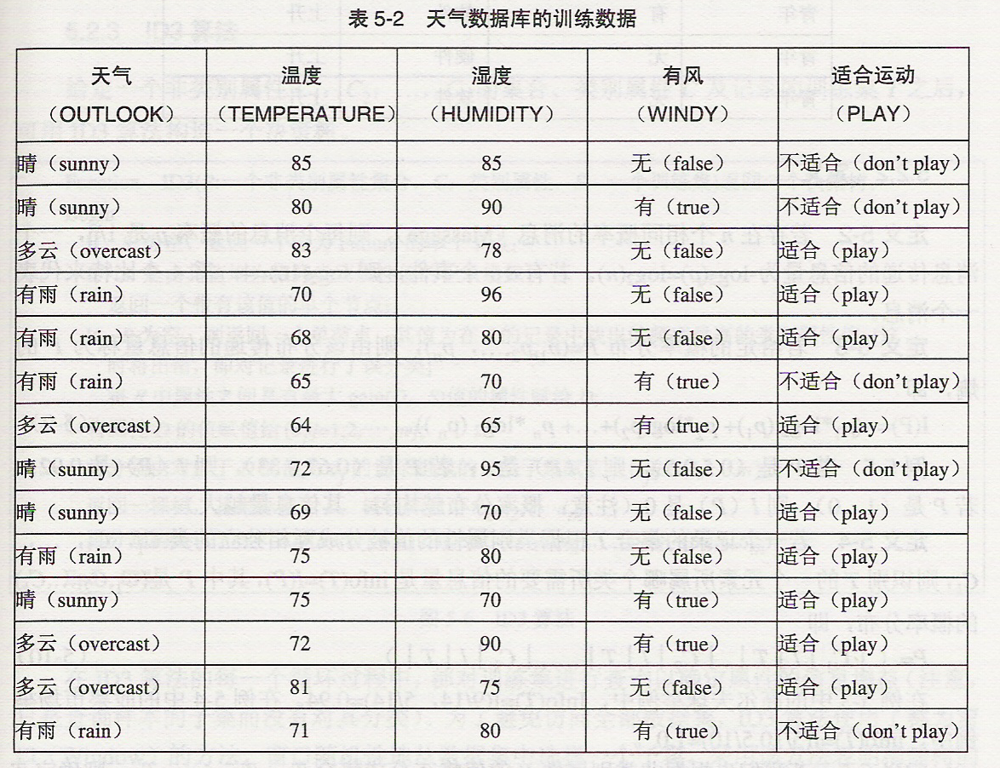 表 5-2 天气数据库的训练数据
天气 温度 湿度 有风 适合运动
（OUTLOOK） （TEMPERATURE） （HUMIDITY） （WINDY） （PLAY）
晴（sunny） 85 85 无（false） 不适合（don't play）
晴（sunny） 80 90 有（true） 不适合（don't play）
多云（overcast） 83 78 无（false） 适合（play）
有雨（rain） 70 96 无（false） 适合（play）
有雨（rain） 68 80 无（false） 适合（play）
有雨（rain） 65 70 有（true） 不适合（don't play）
多云（overcast） 64 65 有（true） 适合（play）
晴（sunny） 72 95 无（false） 不适合（don't play）
晴（sunny） 69 70 无（false） 适合（play）
有雨（rain） 75 80 无（false） 适合（play）
晴（sunny） 75 70 有（true） 适合（play）
多云（overcast） 72 90 有（true） 适合（play）
多云（overcast） 81 75 无（false） 适合（play）
有雨（rain） 71 80 有（true） 不适合（don't play）